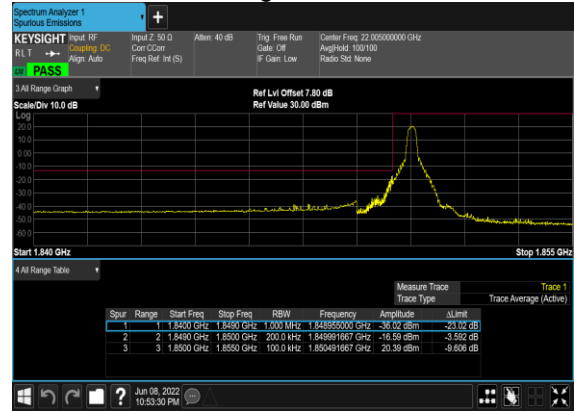 Spectrum Analyzer 1
Spurious Emissions
KEYSIGHT Input: RF Input Z: 50 Ω Atten: 40 dB Trig: Free Run Center Freq: 22.005000000 GHz
RLT Coupling: DC Corr CCorr Gate: Off Avg|Hold: 100/100
Align: Auto Freq Ref: Int (S) IF Gain: Low Radio Std: None
PASS
3 All Range Graph
Ref Lvl Offset 7.80 dB
Scale/Div 10.0 dB Ref Value 30.00 dBm
Log
20.0
10.0
0.00
-10.0
-20.0
-30.0
-40.0
-50.0
-60.0
Start 1.840 GHz Stop 1.855 GHz
4 All Range Table
Measure Trace Trace 1
Trace Type Trace Average (Active)
Spur Range Start Freq Stop Freq RBW Frequency Amplitude ΔLimit
1 1 1.8400 GHz 1.8490 GHz 1.000 MHz 1.848955000 GHz -36.02 dBm -23.02 dB
2 2 1.8490 GHz 1.8500 GHz 200.0 kHz 1.849991667 GHz -16.59 dBm -3.592 dB
3 3 1.8500 GHz 1.8550 GHz 100.0 kHz 1.850491667 GHz 20.39 dBm -9.606 dB
? Jun 08, 2022
10:53:30 PM